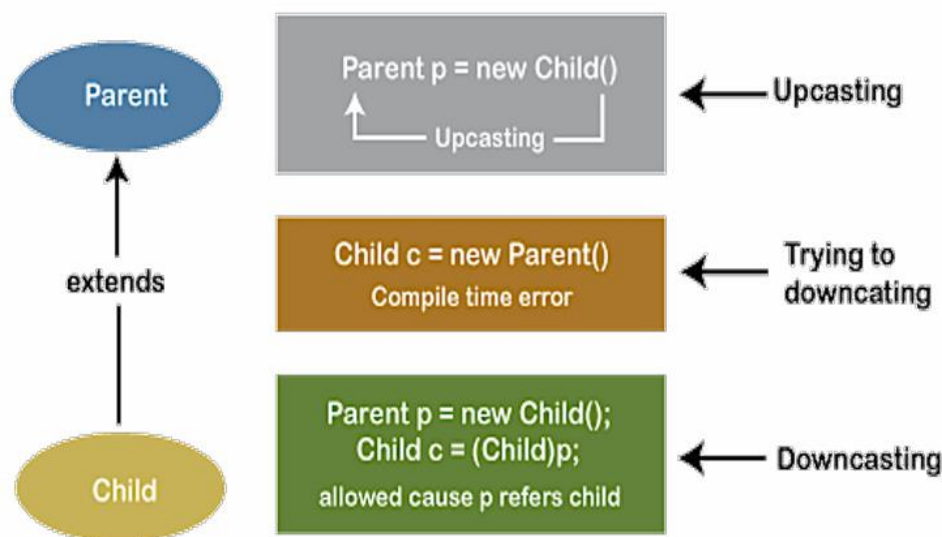 Parent
extends
Child
Parent p = new Child()
Upcasting
Upcasting
Child c = new Parent()
Compile time error
Trying to
downcating
Parent p = new Child();
Child c = (Child)p;
allowed cause p refers child
Downcasting